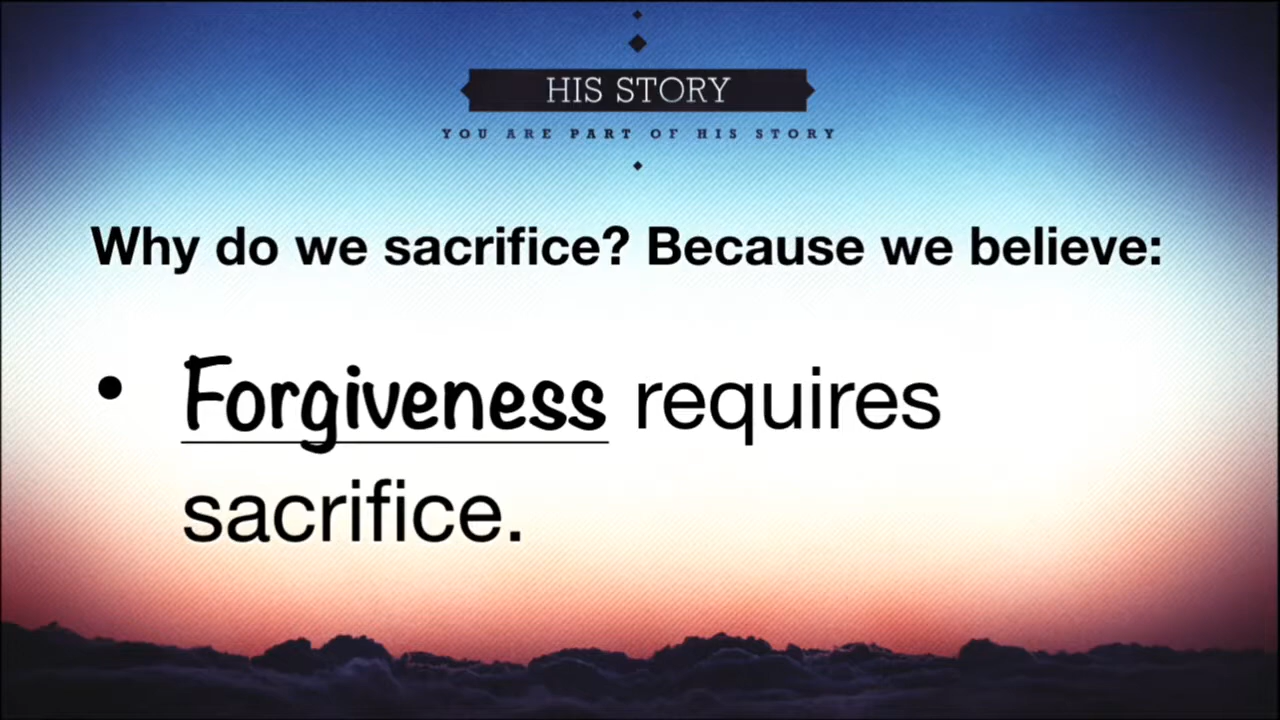 HIS STORY
YOU ARE PART OF HIS STORY
Why do we sacrifice? Because we believe:
• Forgiveness requires
sacrifice.